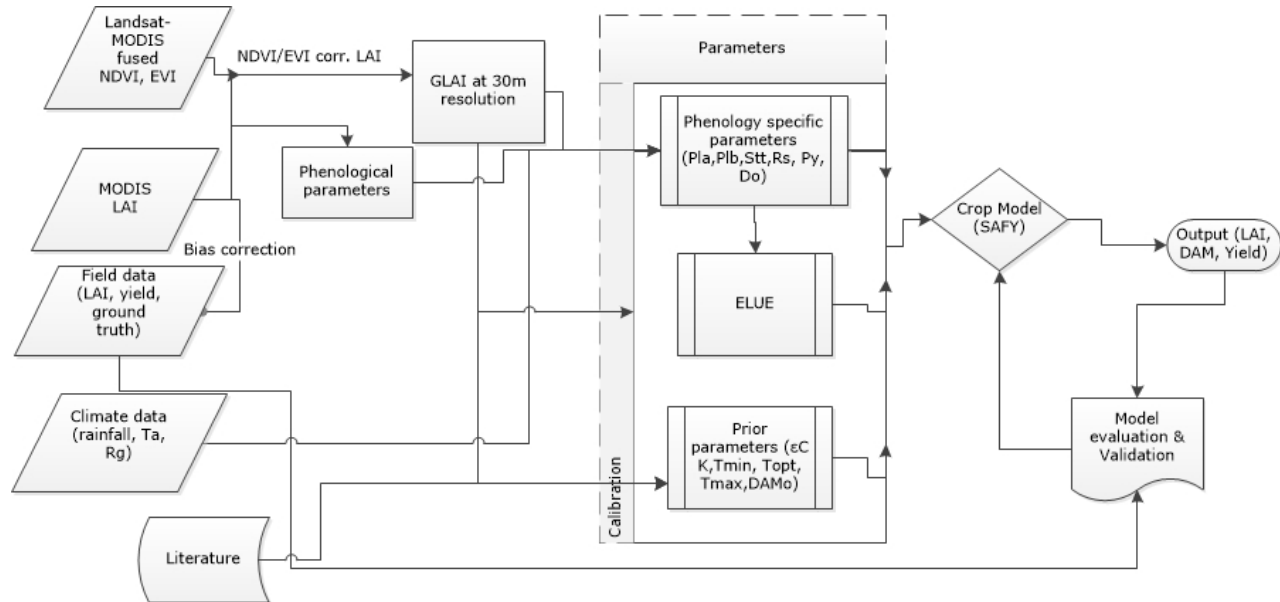 Landsat-
MODIS
fused
NDVI, EVI
NDVI/EVI corr. LAI
GLAI at 30m
resolution
Parameters
Phenological
parameters
Phenology specific
parameters
(Pla,Plb,Stt,Rs, Py,
Do)
MODIS
LAI
Bias correction
Crop Model
(SAFY)
Output (LAI,
DAM, Yield)
Field data
(LAI, yield,
ground
truth)
ELUE
Climate data
(rainfall, Ta,
Rg)
Prior
parameters (εC
K,Tmin, Topt,
Tmax,DAMo)
Model
evaluation &
Validation
Calibration
Literature